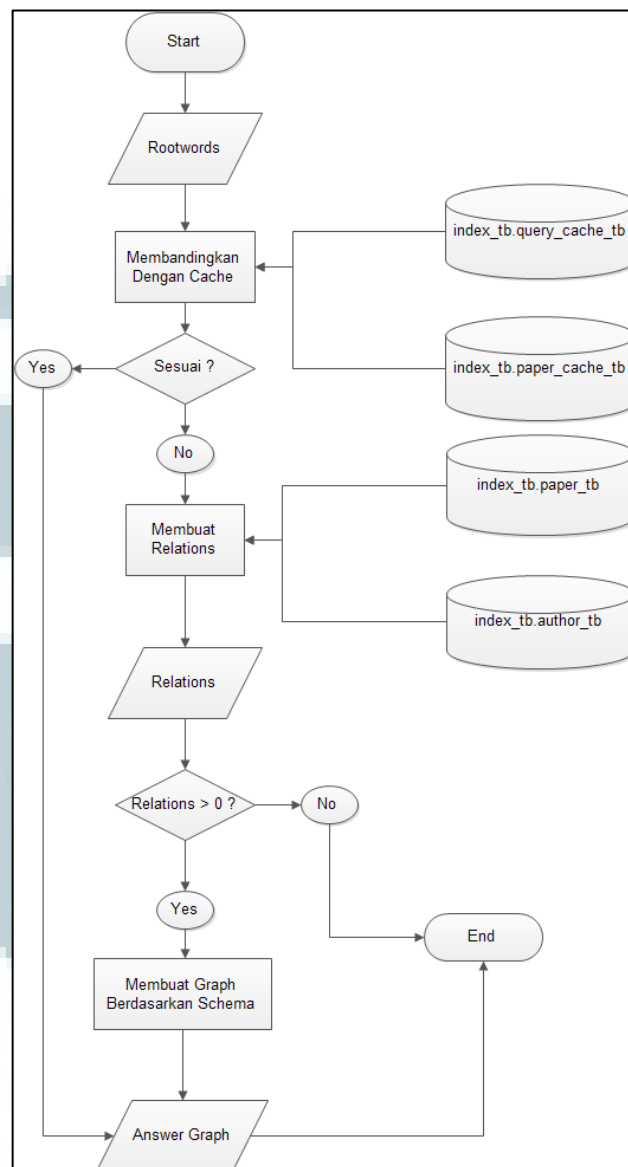 Start
Rootwords
index_tb.query_cache_tb
Membandingkan
Dengan Cache
Yes
Sesuai ?
index_tb.paper_cache_tb
No
index_tb.paper_tb
Membuat
Relations
index_tb.author_tb
Relations
Relations > 0 ?
No
Yes
End
Membuat Graph
Berdasarkan Schema
Answer Graph